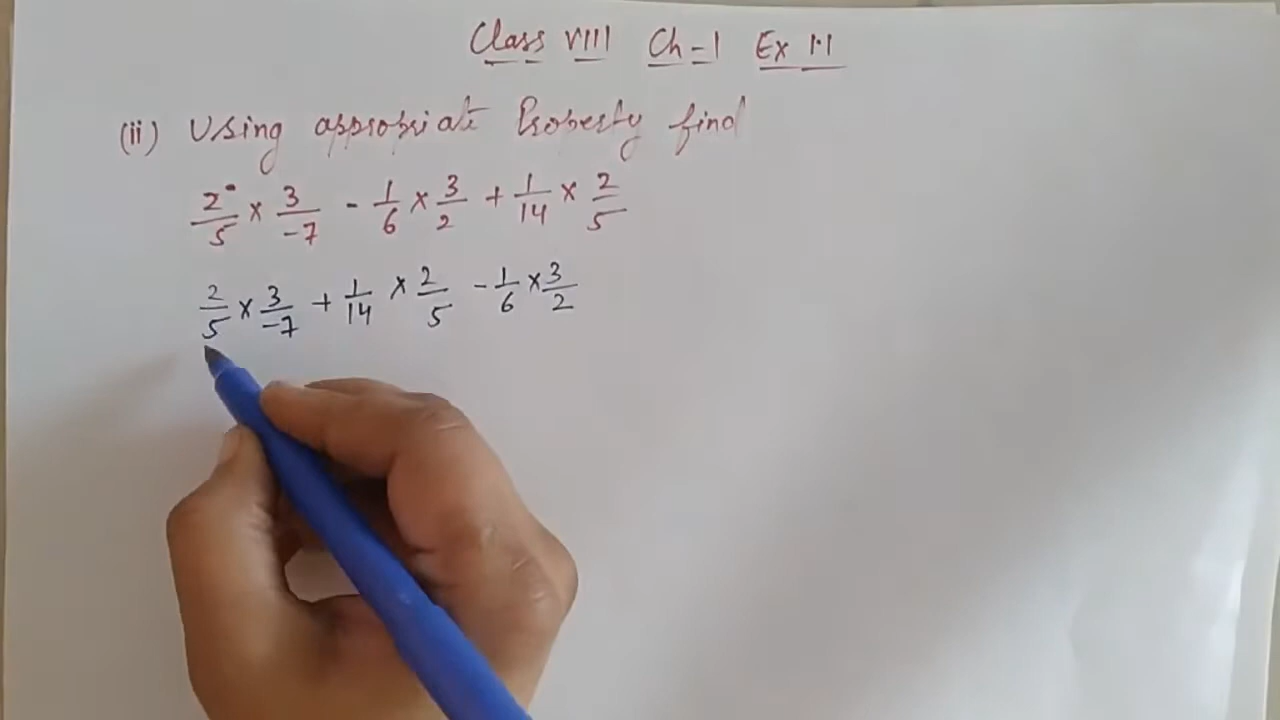 Class VIII Ch-1 Ex 1.1
(ii) Using appropriate Property find
2/5 × 3/-7 - 1/6 × 3/2 + 1/14 × 2/5
2/5 × 3/-7 + 1/14 × 2/5 - 1/6 × 3/2